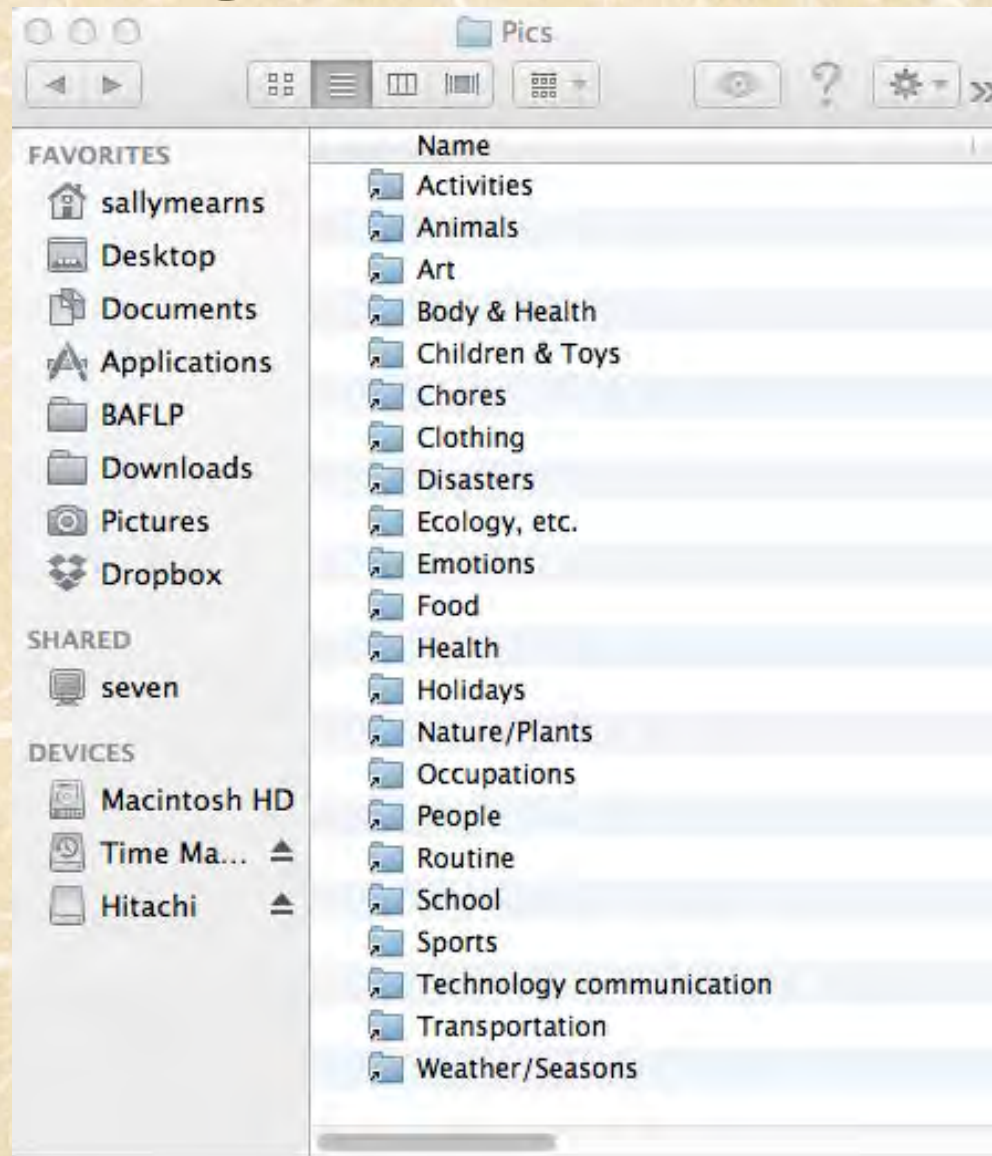 Pics
FAVORITES
sallymearns
Desktop
Documents
Applications
BAFLP
Downloads
Pictures
Dropbox
SHARED
seven
DEVICES
Macintosh HD
Time Ma...
Hitachi
Name
Activities
Animals
Art
Body & Health
Children & Toys
Chores
Clothing
Disasters
Ecology, etc.
Emotions
Food
Health
Holidays
Nature/Plants
Occupations
People
Routine
School
Sports
Technology communication
Transportation
Weather/Seasons